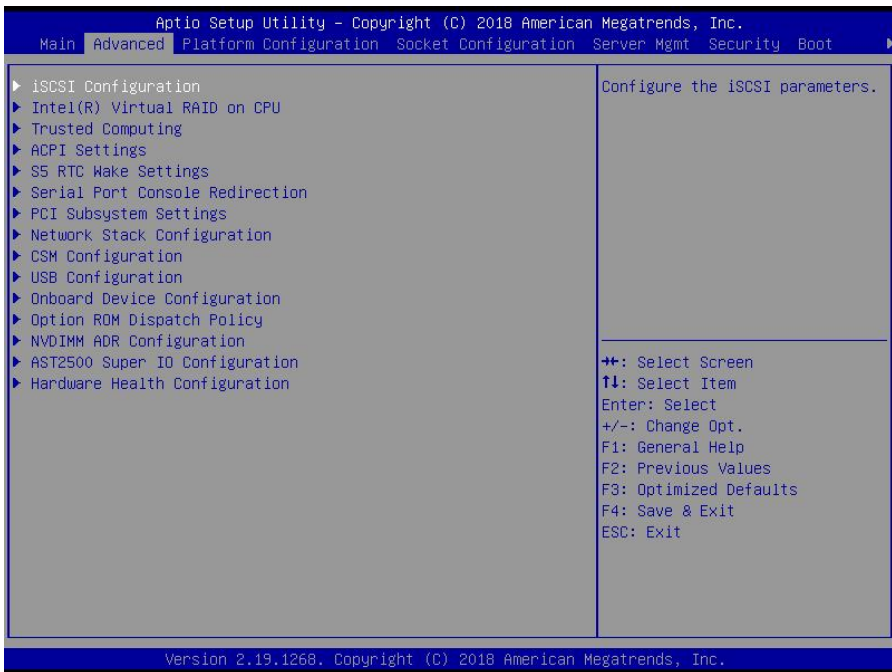 Aptio Setup Utility – Copyright (C) 2018 American Megatrends, Inc.
Main Advanced Platform Configuration Socket Configuration Server Mgmt Security Boot
iSCSI Configuration
Intel(R) Virtual RAID on CPU
Trusted Computing
ACPI Settings
S5 RTC Wake Settings
Serial Port Console Redirection
PCI Subsystem Settings
Network Stack Configuration
CSM Configuration
USB Configuration
Onboard Device Configuration
Option ROM Dispatch Policy
NVDIMM ADR Configuration
AST2500 Super IO Configuration
Hardware Health Configuration
Configure the iSCSI parameters.
→←: Select Screen
↑↓: Select Item
Enter: Select
+/-: Change Opt.
F1: General Help
F2: Previous Values
F3: Optimized Defaults
F4: Save & Exit
ESC: Exit
Version 2.19.1268. Copyright (C) 2018 American Megatrends, Inc.